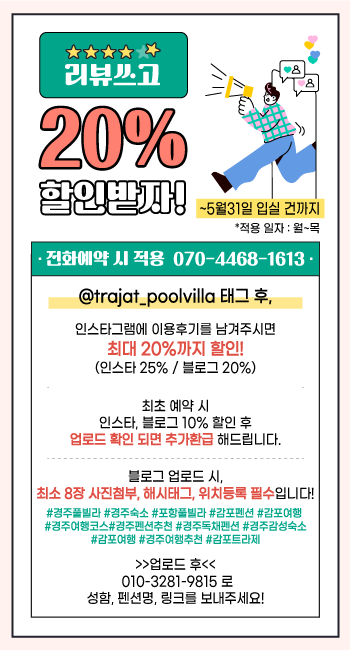 리뷰쓰고
20%
할인받자!
~5월31일 입실 건까지
*적용 일자 : 월~목
· 전화예약 시 적용 070-4468-1613 ·
@trajat_poolvilla 태그 후,
인스타그램에 이용후기를 남겨주시면
최대 20%까지 할인!
(인스타 25% / 블로그 20%)
최초 예약 시
인스타, 블로그 10% 할인 후
업로드 확인 되면 추가환급 해드립니다.
블로그 업로드 시,
최소 8장 사진첨부, 해시태그, 위치등록 필수입니다!
#경주풀빌라 #경주숙소 #포항풀빌라 #감포펜션 #감포여행
#경주여행코스#경주펜션추천 #경주독채펜션 #경주감성숙소
#감포여행 #경주여행추천 #감포트라제
>>업로드 후<<
010-3281-9815 로
성함, 펜션명, 링크를 보내주세요!